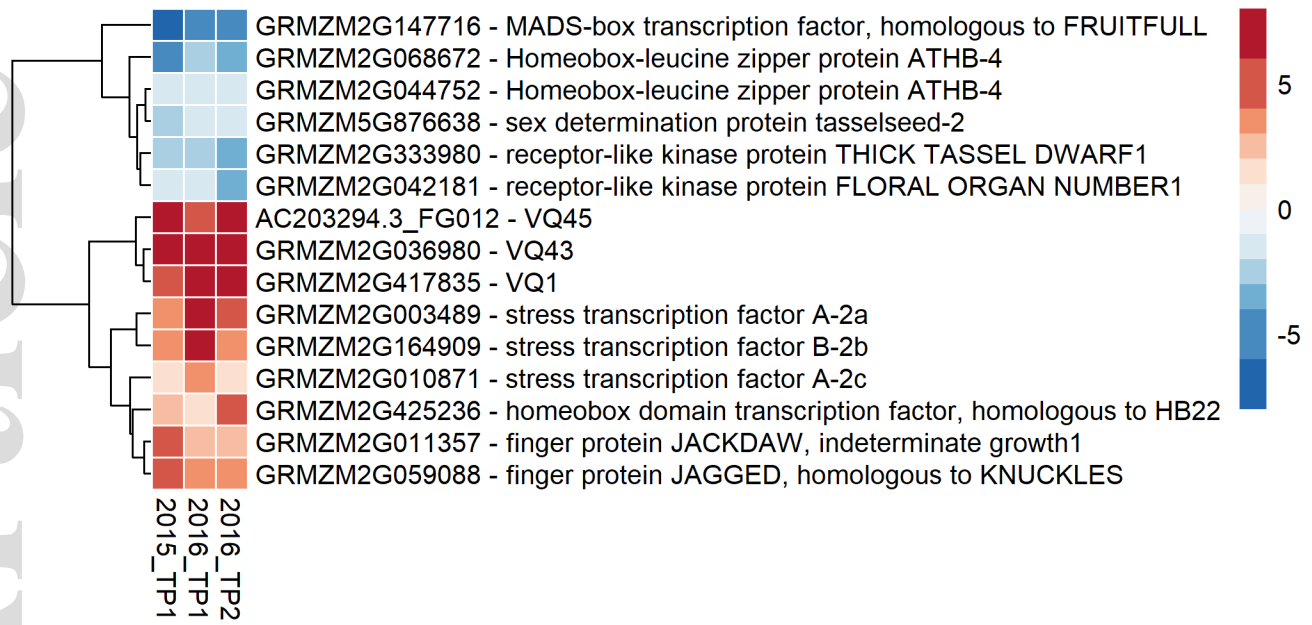 GRMZM2G147716 - MADS-box transcription factor, homologous to FRUITFULL
GRMZM2G068672 - Homeobox-leucine zipper protein ATHB-4
GRMZM2G044752 - Homeobox-leucine zipper protein ATHB-4
GRMZM5G876638 - sex determination protein tasselseed-2
GRMZM2G333980 - receptor-like kinase protein THICK TASSEL DWARF1
GRMZM2G042181 - receptor-like kinase protein FLORAL ORGAN NUMBER1
AC203294.3_FG012 - VQ45
GRMZM2G036980 - VQ43
GRMZM2G417835 - VQ1
GRMZM2G003489 - stress transcription factor A-2a
GRMZM2G164909 - stress transcription factor B-2b
GRMZM2G010871 - stress transcription factor A-2c
GRMZM2G425236 - homeobox domain transcription factor, homologous to HB22
GRMZM2G011357 - finger protein JACKDAW, indeterminate growth1
GRMZM2G059088 - finger protein JAGGED, homologous to KNUCKLES
2015_TP1
2016_TP1
2016_TP2
5
0
-5